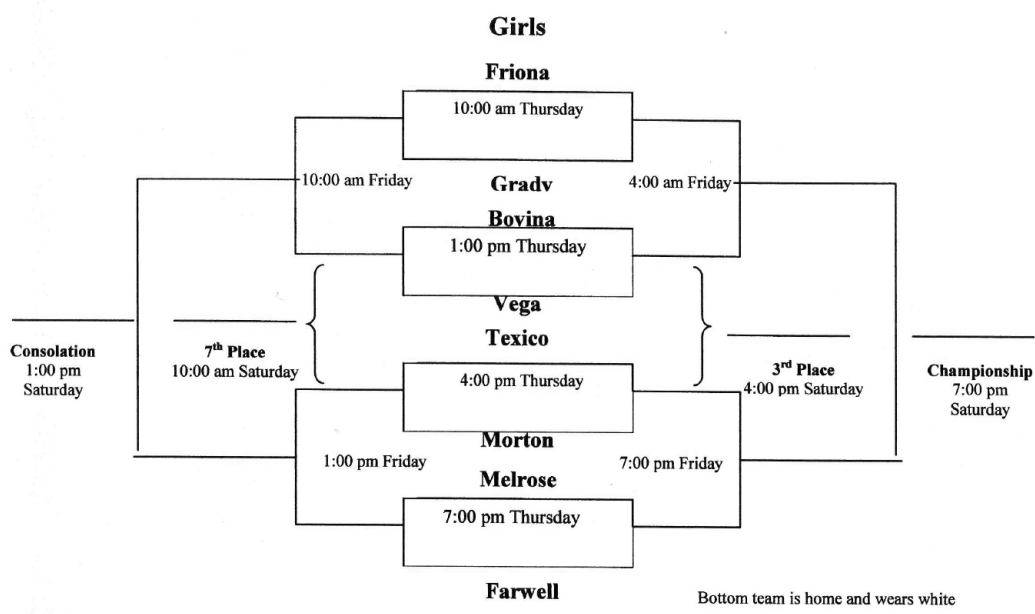 Girls
Friona
10:00 am Thursday
10:00 am Friday
Gradv
4:00 am Friday
Bovina
1:00 pm Thursday
Vega
Texico
Consolation
1:00 pm
Saturday
7th Place
10:00 am Saturday
4:00 pm Thursday
3rd Place
4:00 pm Saturday
Championship
7:00 pm
Saturday
Morton
1:00 pm Friday
7:00 pm Friday
Melrose
7:00 pm Thursday
Farwell
Bottom team is home and wears white